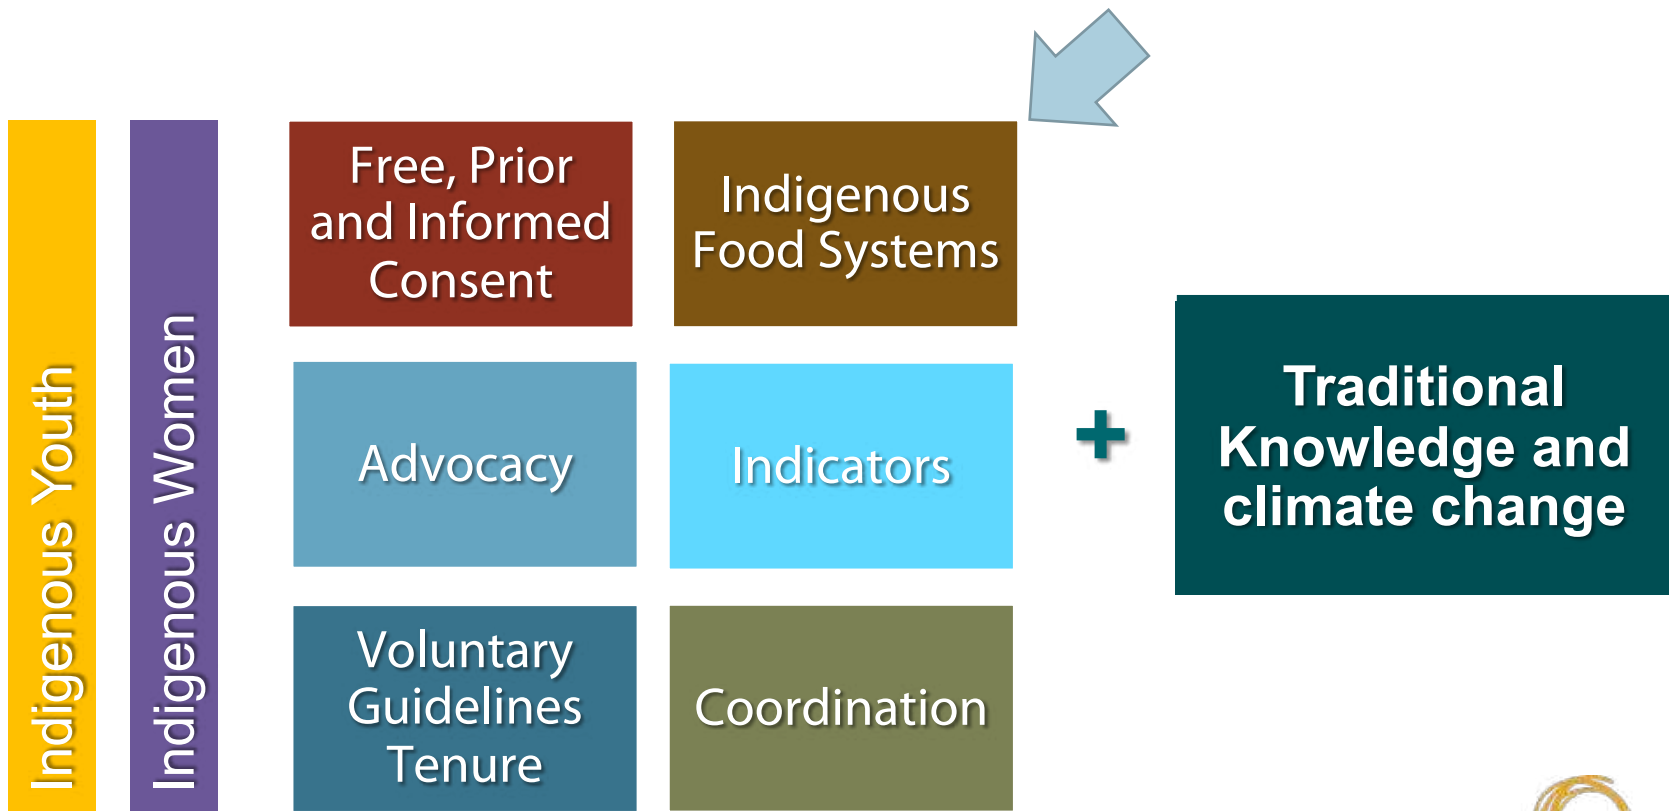 Indigenous Youth
Indigenous Women
Free, Prior
and Informed
Consent
Indigenous
Food Systems
Advocacy
Indicators
Voluntary
Guidelines
Tenure
Coordination
+
Traditional
Knowledge and
climate change